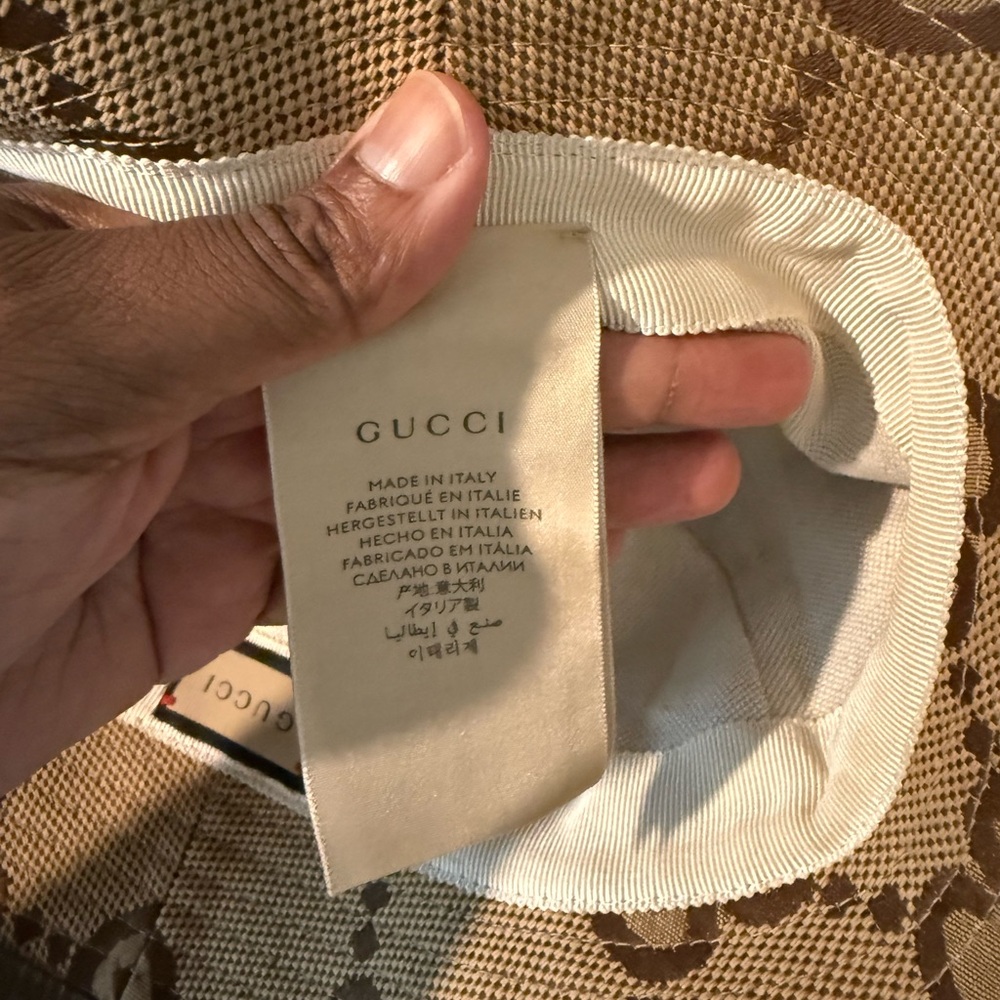 GUCCI
MADE IN ITALY
FABRIQUÉ EN ITALIE
HERGESTELLT IN ITALIEN
HECHO EN ITALIA
FABRICADO EM ITÁLIA
СДЕЛАНО В ИТАЛИИ
产地:意大利
イタリア製
صنع في إيطاليا
이태리제
GUCCI